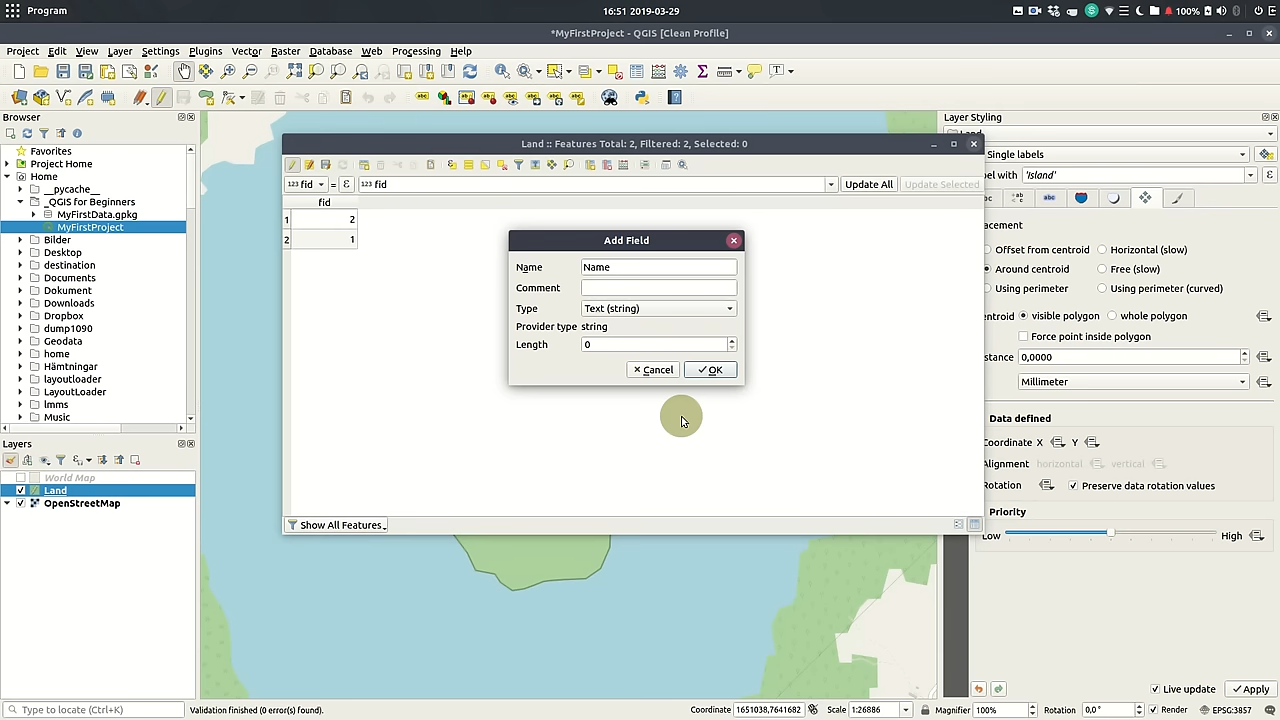 Program
16:51 2019-03-29
100%
*MyFirstProject - QGIS [Clean Profile]
Project Edit View Layer Settings Plugins Vector Raster Database Web Processing Help
Browser
Favorites
Project Home
Home
__pycache__
_QGIS for Beginners
MyFirstData.gpkg
MyFirstProject
Bilder
Desktop
destination
Documents
Dokument
Downloads
Dropbox
dump1090
Geodata
home
Hämtningar
layoutloader
LayoutLoader
lmms
Music
Layers
World Map
Land
OpenStreetMap
Land :: Features Total: 2, Filtered: 2, Selected: 0
123 fid = ε 123 fid Update All Update Selected
fid
1 2
2 1
Add Field
Name Name
Comment
Type Text (string)
Provider type string
Length 0
Cancel OK
Show All Features
Layer Styling
Single labels
bel with 'Island'
acement
Offset from centroid Horizontal (slow)
Around centroid Free (slow)
Using perimeter Using perimeter (curved)
entroid visible polygon whole polygon
Force point inside polygon
stance 0,0000
Millimeter
Data defined
Coordinate X Y
Alignment horizontal vertical
Rotation Preserve data rotation values
Priority
Low High
Live update Apply
Type to locate (Ctrl+K) Validation finished (0 error(s) found). Coordinate 1651038,7641682 Scale 1:26886 Magnifier 100% Rotation 0,0° Render EPSG:3857